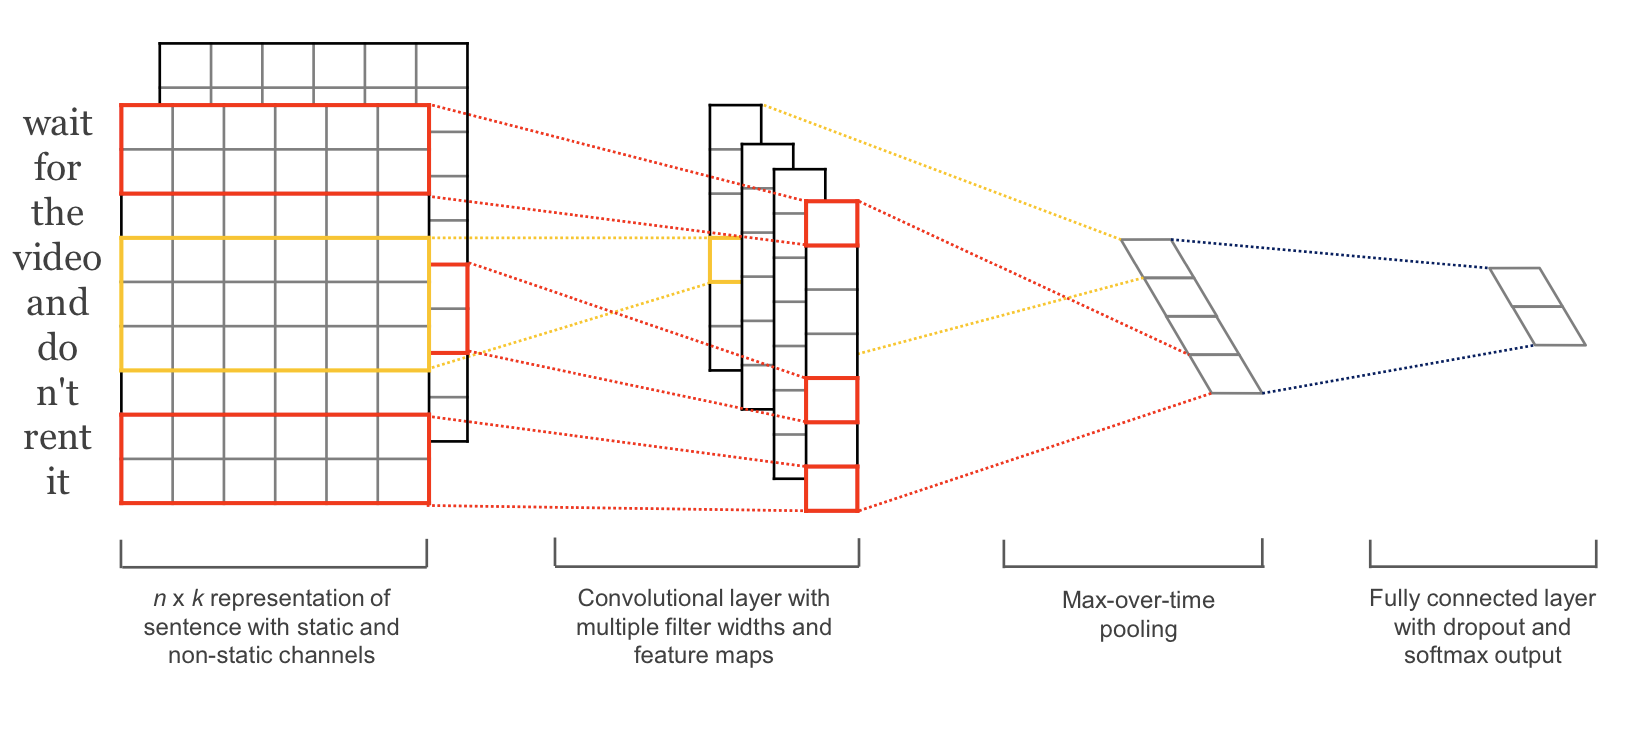 wait
for
the
video
and
do
n't
rent
it
n x k representation of
sentence with static and
non-static channels
Convolutional layer with
multiple filter widths and
feature maps
Max-over-time
pooling
Fully connected layer
with dropout and
softmax output